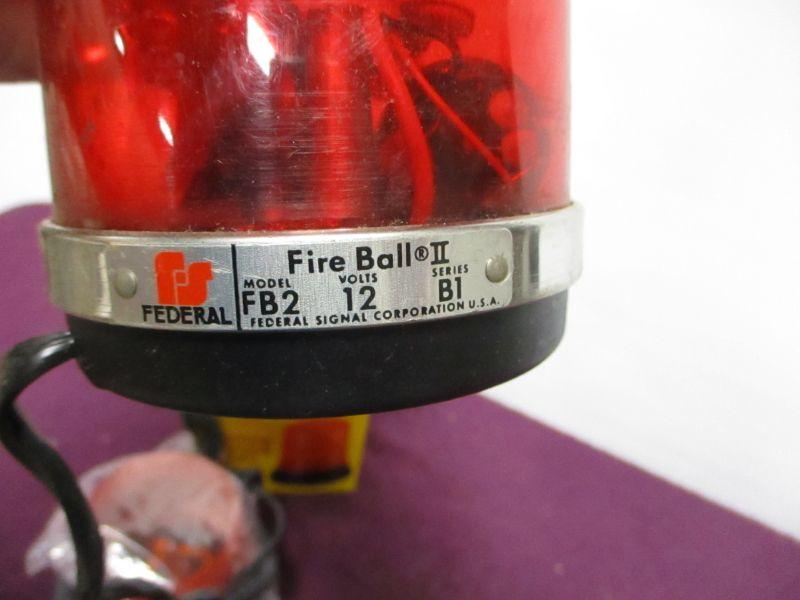 FEDERAL
Fire Ball® II
MODEL VOLTS SERIES
FB2 12 B1
FEDERAL SIGNAL CORPORATION U.S.A.